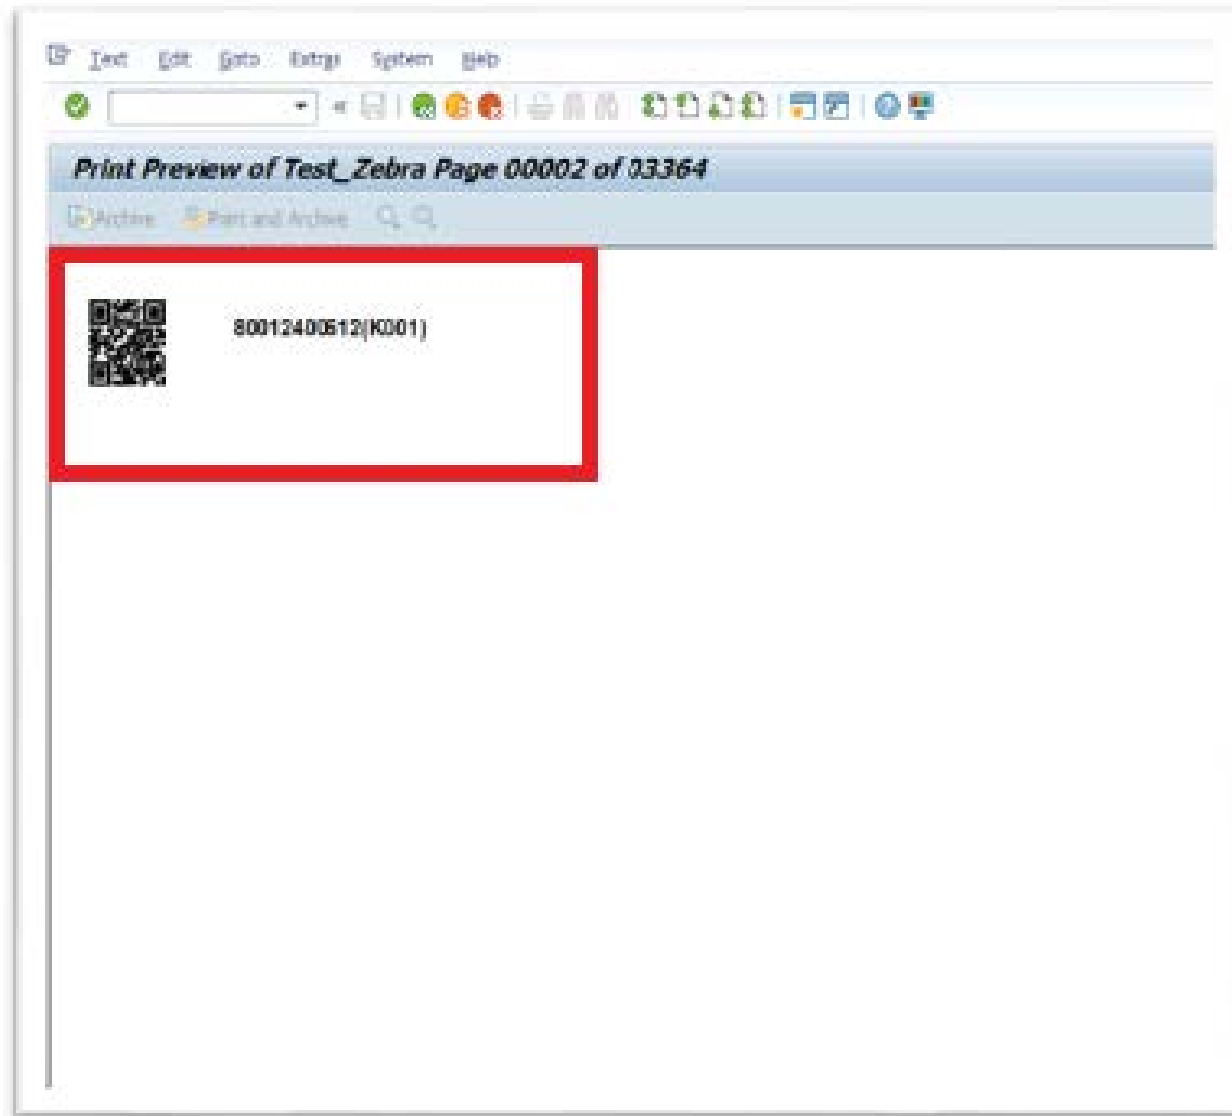 Text Edit Goto Extras System Help
Print Preview of Test_Zebra Page 00002 of 03364
Archive Print and Archive
80012400612(K001)